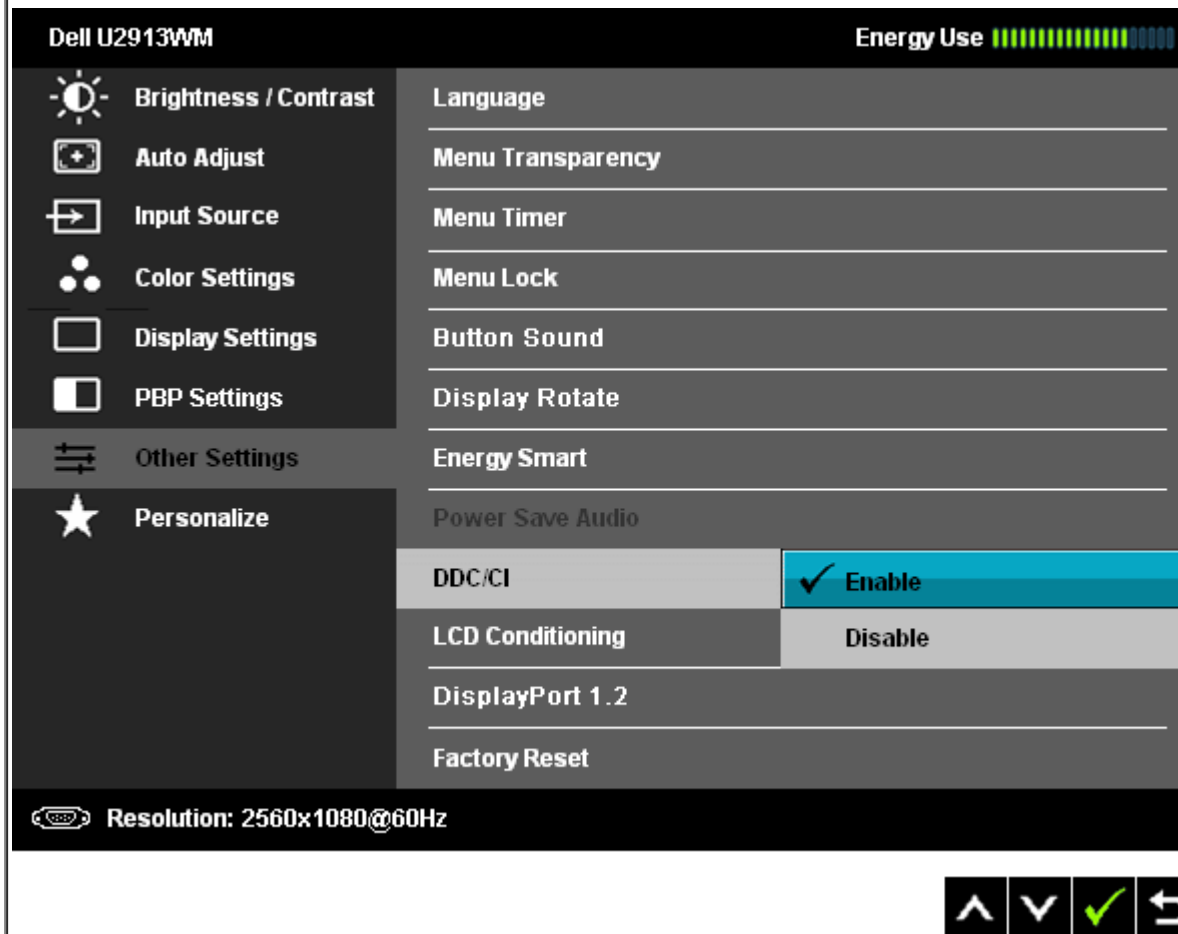 Dell U2913WM Energy Use
Brightness / Contrast
Auto Adjust
Input Source
Color Settings
Display Settings
PBP Settings
Other Settings
Personalize
Language
Menu Transparency
Menu Timer
Menu Lock
Button Sound
Display Rotate
Energy Smart
Power Save Audio
DDC/CI
Enable
Disable
LCD Conditioning
DisplayPort 1.2
Factory Reset
Resolution: 2560x1080@60Hz